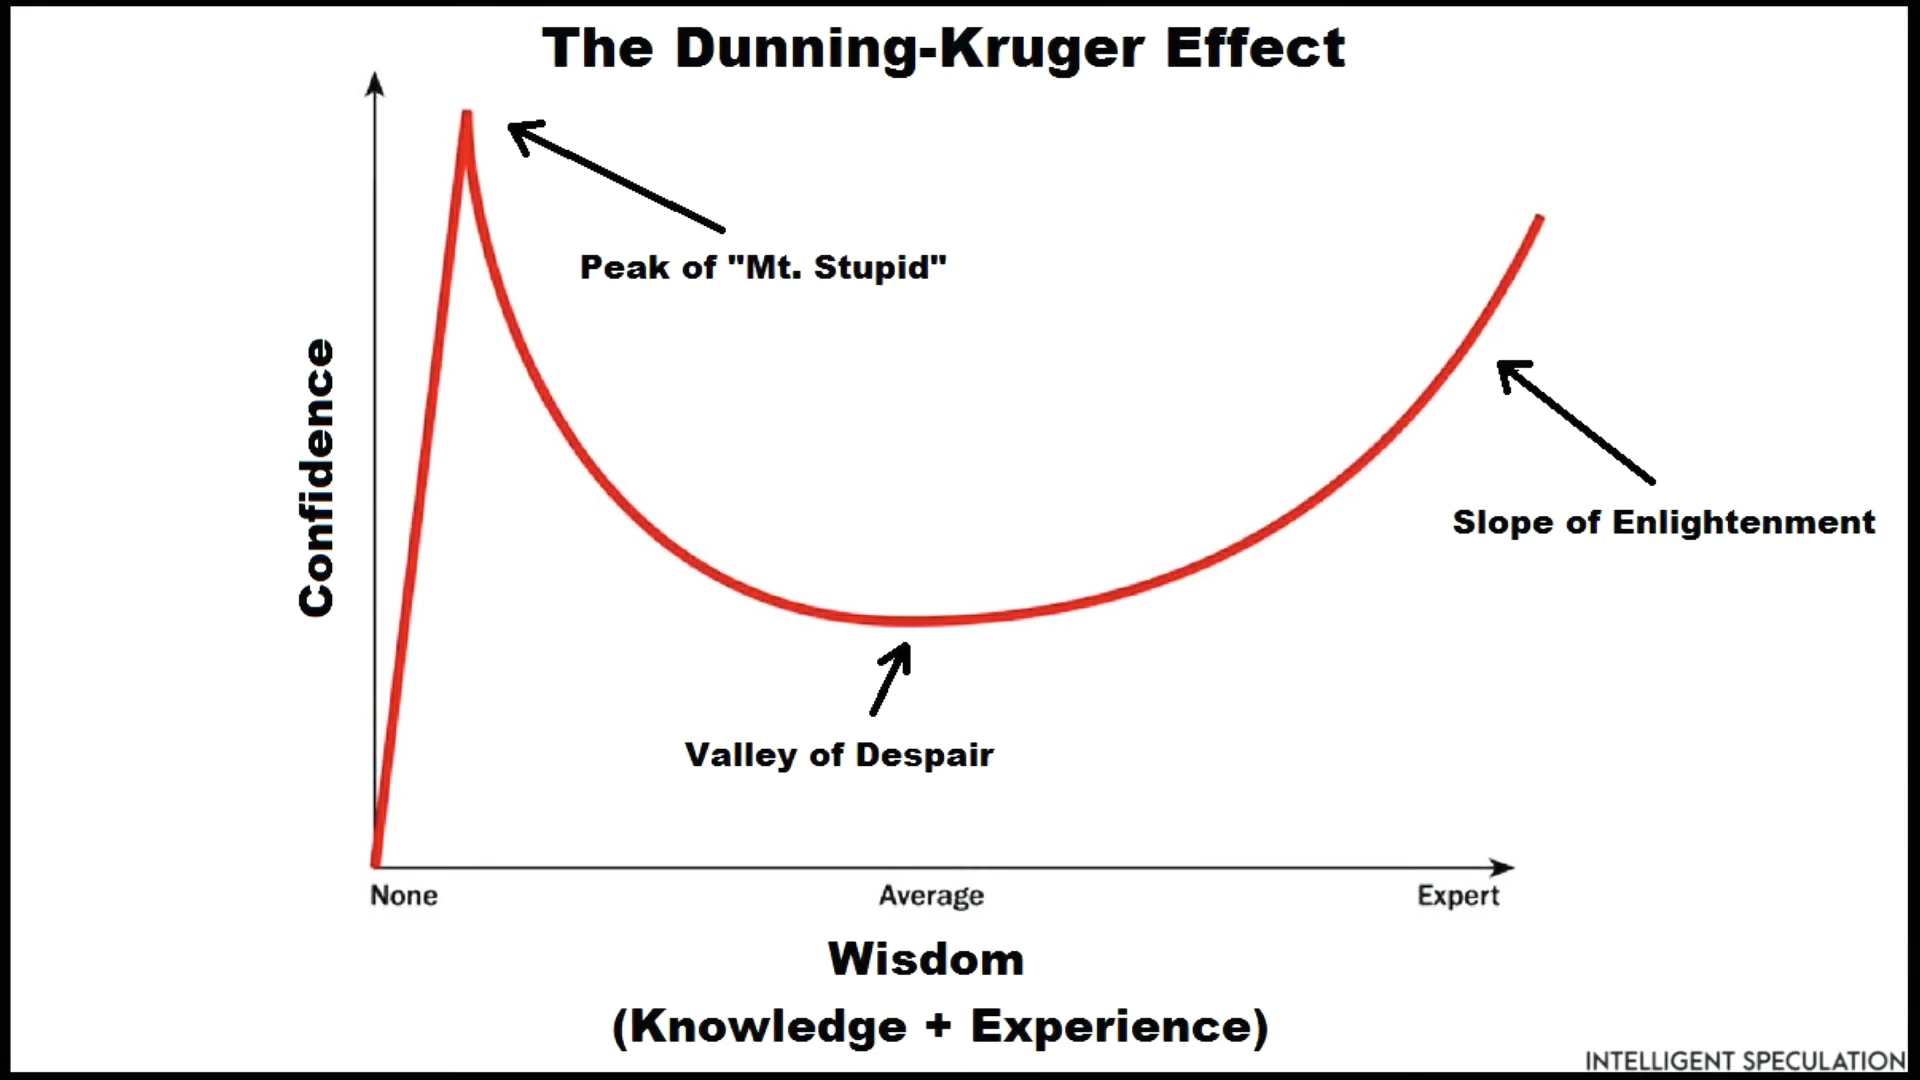 The Dunning-Kruger Effect
Peak of "Mt. Stupid"
Confidence
Slope of Enlightenment
Valley of Despair
None
Average
Expert
Wisdom
(Knowledge + Experience)
INTELLIGENT SPECULATION